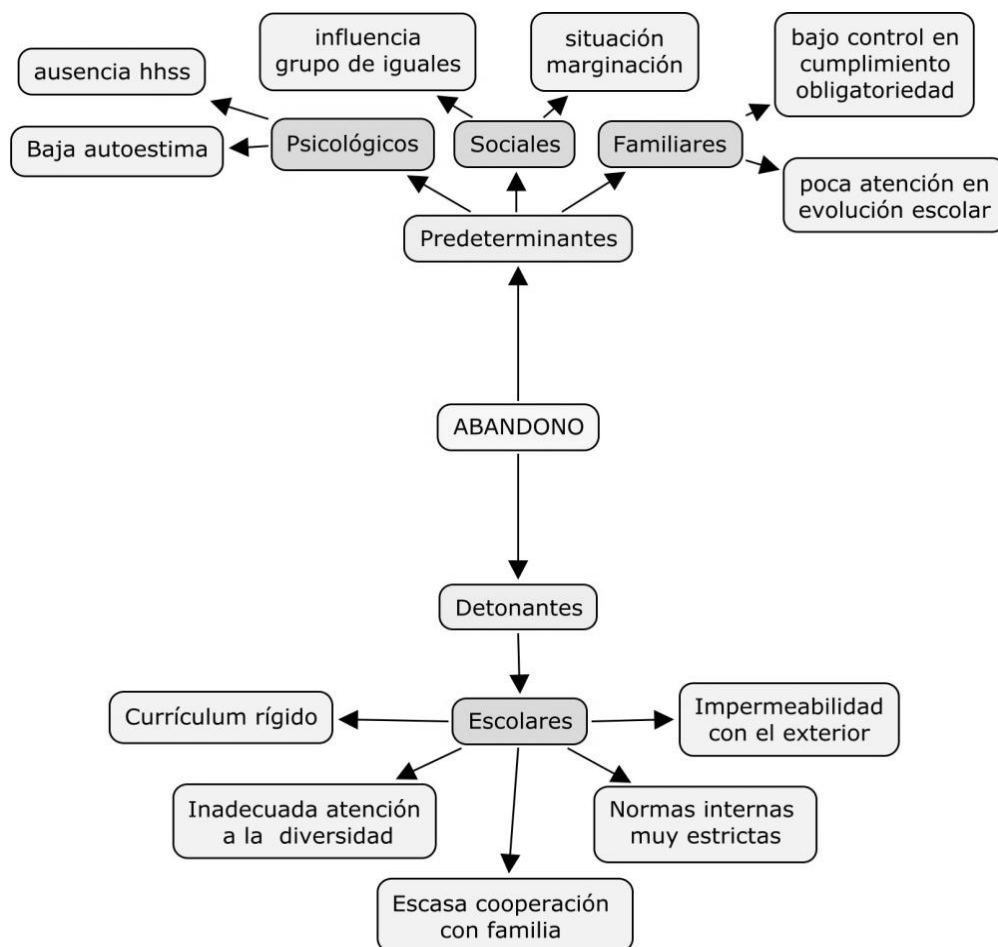 influencia
grupo de iguales
situación
marginación
bajo control en
cumplimiento
obligatoriedad
ausencia hhss
Baja autoestima
Psicológicos
Sociales
Familiares
poca atención en
evolución escolar
Predeterminantes
ABANDONO
Detonantes
Currículum rígido
Escolares
Impermeabilidad
con el exterior
Inadecuada atención
a la diversidad
Normas internas
muy estrictas
Escasa cooperación
con familia